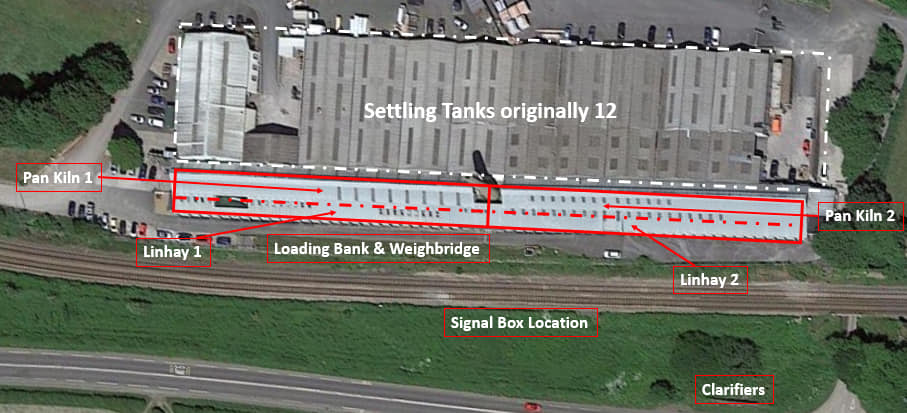 Settling Tanks originally 12
Pan Kiln 1
Pan Kiln 2
Linhay 1
Loading Bank & Weighbridge
Linhay 2
Signal Box Location
Clarifiers